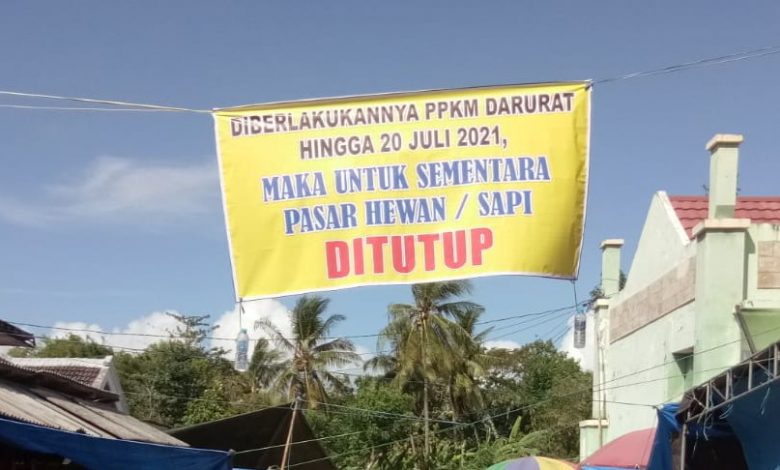 DIBERLAKUKANNYA PPKM DARURAT
HINGGA 20 JULI 2021,
MAKA UNTUK SEMENTARA
PASAR HEWAN / SAPI
DITUTUP